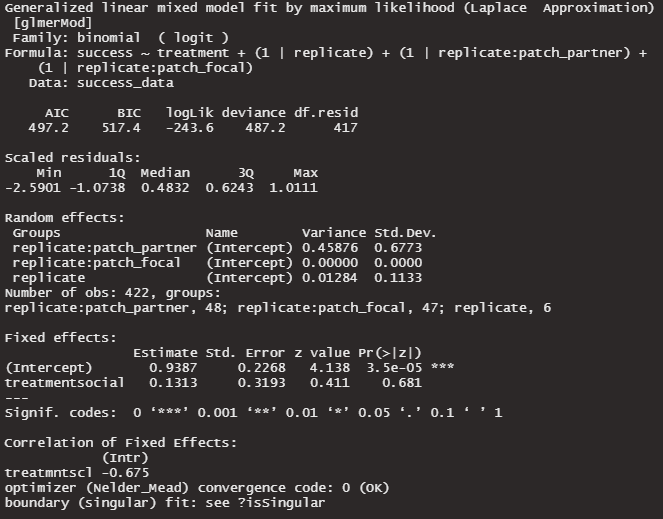 Generalized linear mixed model fit by maximum likelihood (Laplace  Approximation)
  [glmerMod]
 Family: binomial  ( logit )
Formula: success ~ treatment + (1 | replicate) + (1 | replicate:patch_partner) +
    (1 | replicate:patch_focal)
   Data: success_data

     AIC      BIC   logLik deviance df.resid
   497.2    517.4   -243.6    487.2      417

Scaled residuals:
    Min      1Q  Median      3Q     Max
-2.5901 -1.0738  0.4832  0.6243  1.0111

Random effects:
 Groups                  Name        Variance Std.Dev.
 replicate:patch_partner (Intercept) 0.45876  0.6773
 replicate:patch_focal   (Intercept) 0.00000  0.0000
 replicate               (Intercept) 0.01284  0.1133
Number of obs: 422, groups:
replicate:patch_partner, 48; replicate:patch_focal, 47; replicate, 6

Fixed effects:
                Estimate Std. Error z value Pr(>|z|)
(Intercept)       0.9387     0.2268   4.138  3.5e-05 ***
treatmentsocial   0.1313     0.3193   0.411    0.681
---
Signif. codes:  0 ‘***’ 0.001 ‘**’ 0.01 ‘*’ 0.05 ‘.’ 0.1 ‘ ’ 1

Correlation of Fixed Effects:
            (Intr)
treatmntscl -0.675
optimizer (Nelder_Mead) convergence code: 0 (OK)
boundary (singular) fit: see ?isSingular